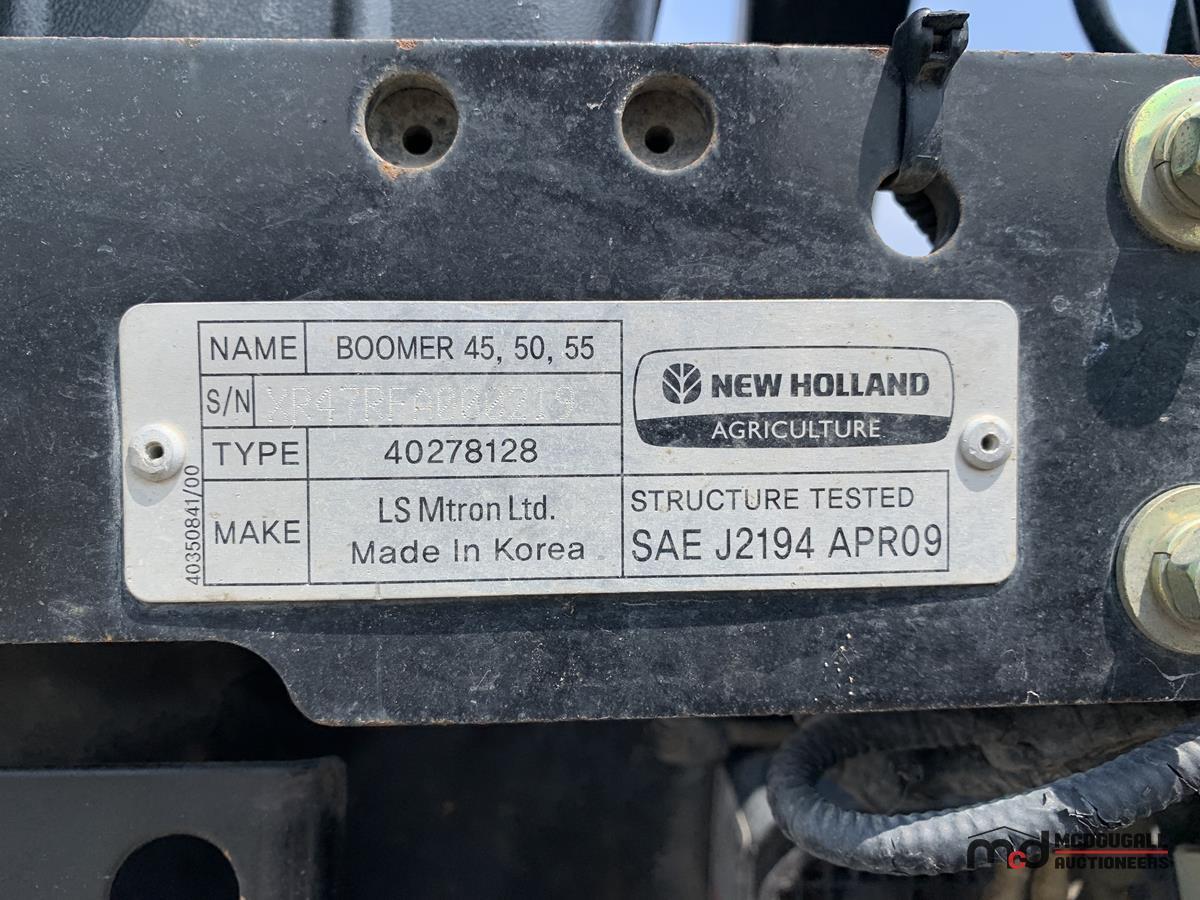 NAME BOOMER 45, 50, 55
S/N
TYPE 40278128
MAKE LS Mtron Ltd.
Made In Korea
40350841/00
NEW HOLLAND
AGRICULTURE
STRUCTURE TESTED
SAE J2194 APR09
mcd MCDOUGALL
AUCTIONEERS